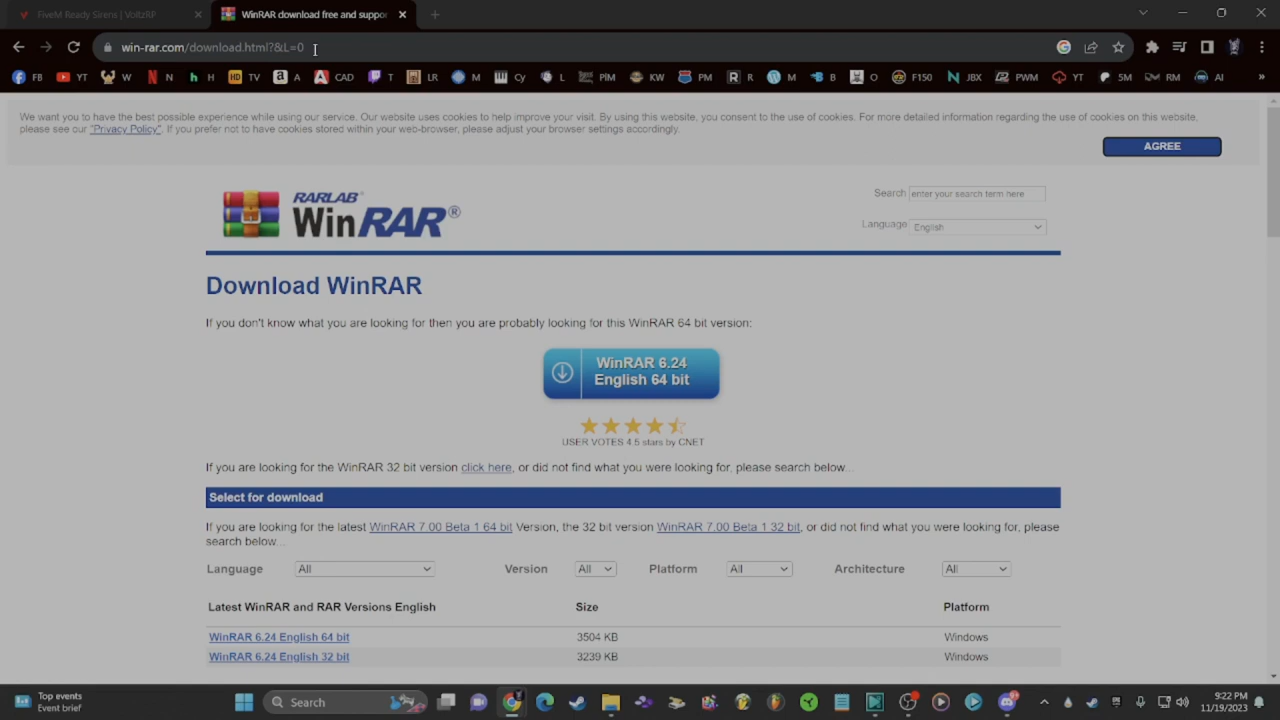 FiveM Ready Sirens | VoltzRP
WinRAR download free and suppor
win-rar.com/download.html?&L=0
FB YT W N H TV A CAD T LR M Cy L PiM KW PM R M B O F150 JBX PWM YT 5M RM AI
We want you to have the best possible experience while using our service. Our website uses cookies to help improve your visit. By using this website, you consent to the use of cookies. For more detailed information regarding the use of cookies on this website,
please see our "Privacy Policy". If you prefer not to have cookies stored within your web-browser, please adjust your browser settings accordingly.
AGREE
RARLAB®
WinRAR®
Search enter your search term here
Language English
Download WinRAR
If you don't know what you are looking for then you are probably looking for this WinRAR 64 bit version:
WinRAR 6.24
English 64 bit
USER VOTES 4.5 stars by CNET
If you are looking for the WinRAR 32 bit version click here, or did not find what you were looking for, please search below...
Select for download
If you are looking for the latest WinRAR 7.00 Beta 1 64 bit Version, the 32 bit version WinRAR 7.00 Beta 1 32 bit, or did not find what you were looking for, please
search below...
Language All Version All Platform All Architecture All
Latest WinRAR and RAR Versions English Size Platform
WinRAR 6.24 English 64 bit 3504 KB Windows
WinRAR 6.24 English 32 bit 3239 KB Windows
Top events
Event brief
Search
9:22 PM
11/19/2023